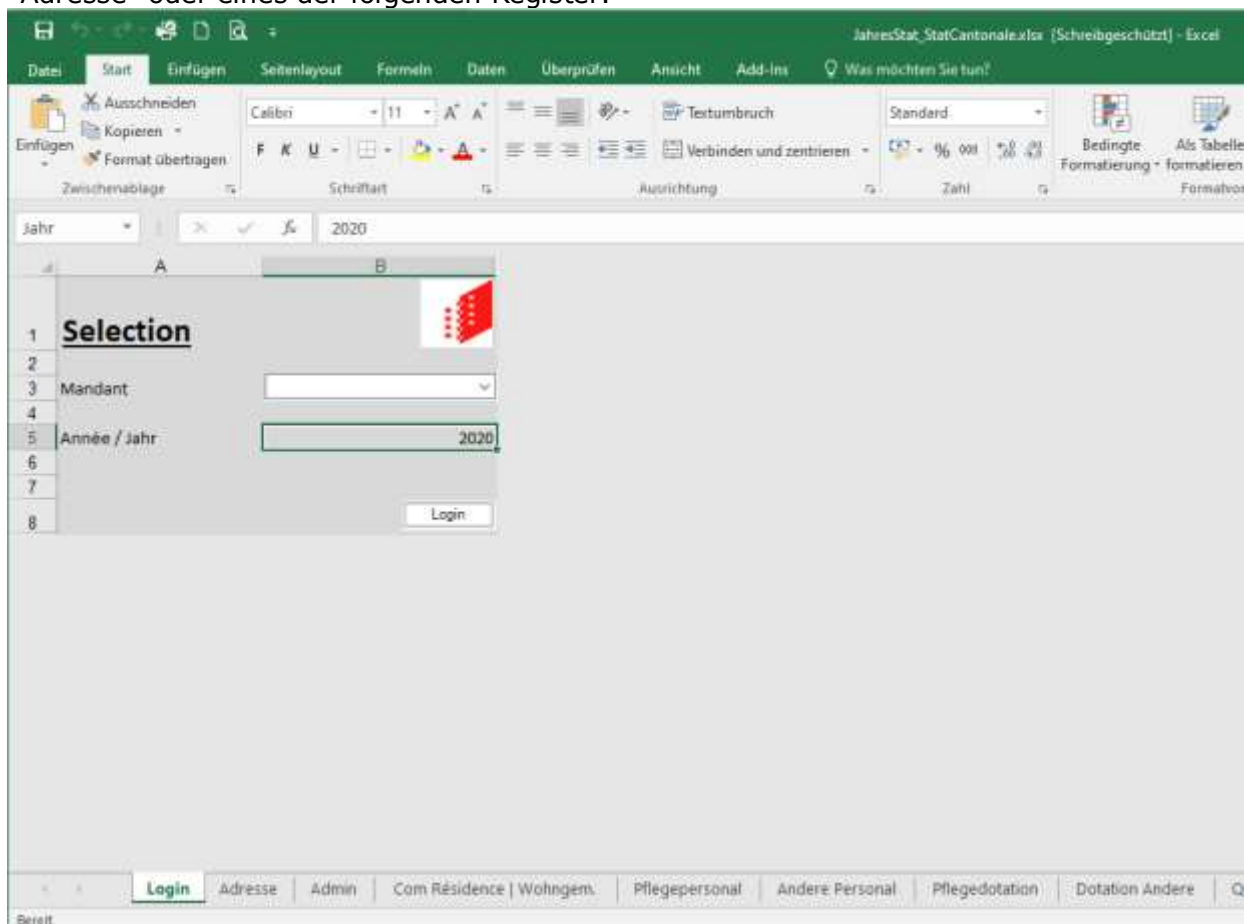 "Adresse" oder eines der folgenden Register.
JahresStat_StatCantonale.xlsx [Schreibgeschützt] - Excel
Datei Start Einfügen Seitenlayout Formeln Daten Überprüfen Ansicht Add-Ins Was möchten Sie tun?
Einfügen
Ausschneiden
Kopieren
Format übertragen
Zwischenablage
Calibri 11 A A
F K U A
Schriftart
Textumbruch
Verbinden und zentrieren
Ausrichtung
Standard
% 000
Zahl
Bedingte Formatierung
Als Tabelle formatieren
Formatvor
Jahr fx 2020
A B
1 Selection
2
3 Mandant
4
5 Année / Jahr 2020
6
7
8 Login
Login Adresse Admin Com Résidence | Wohngem. Pflegepersonal Andere Personal Pflegedotation Dotation Andere Q
Bereit